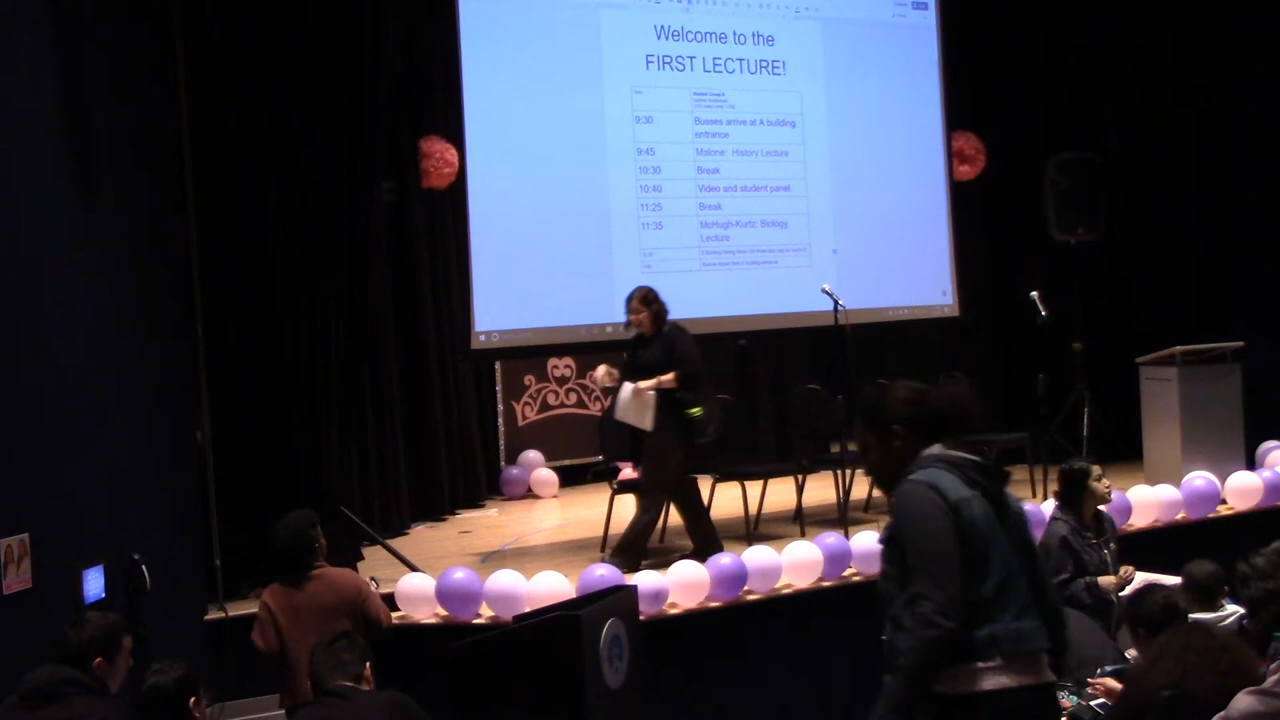 Welcome to the
FIRST LECTURE!
9:30 Busses arrive at A building
entrance
9:45 Malone: History Lecture
10:30 Break
10:40 Video and student panel
11:25 Break
11:35 McHugh-Kurtz: Biology
Lecture